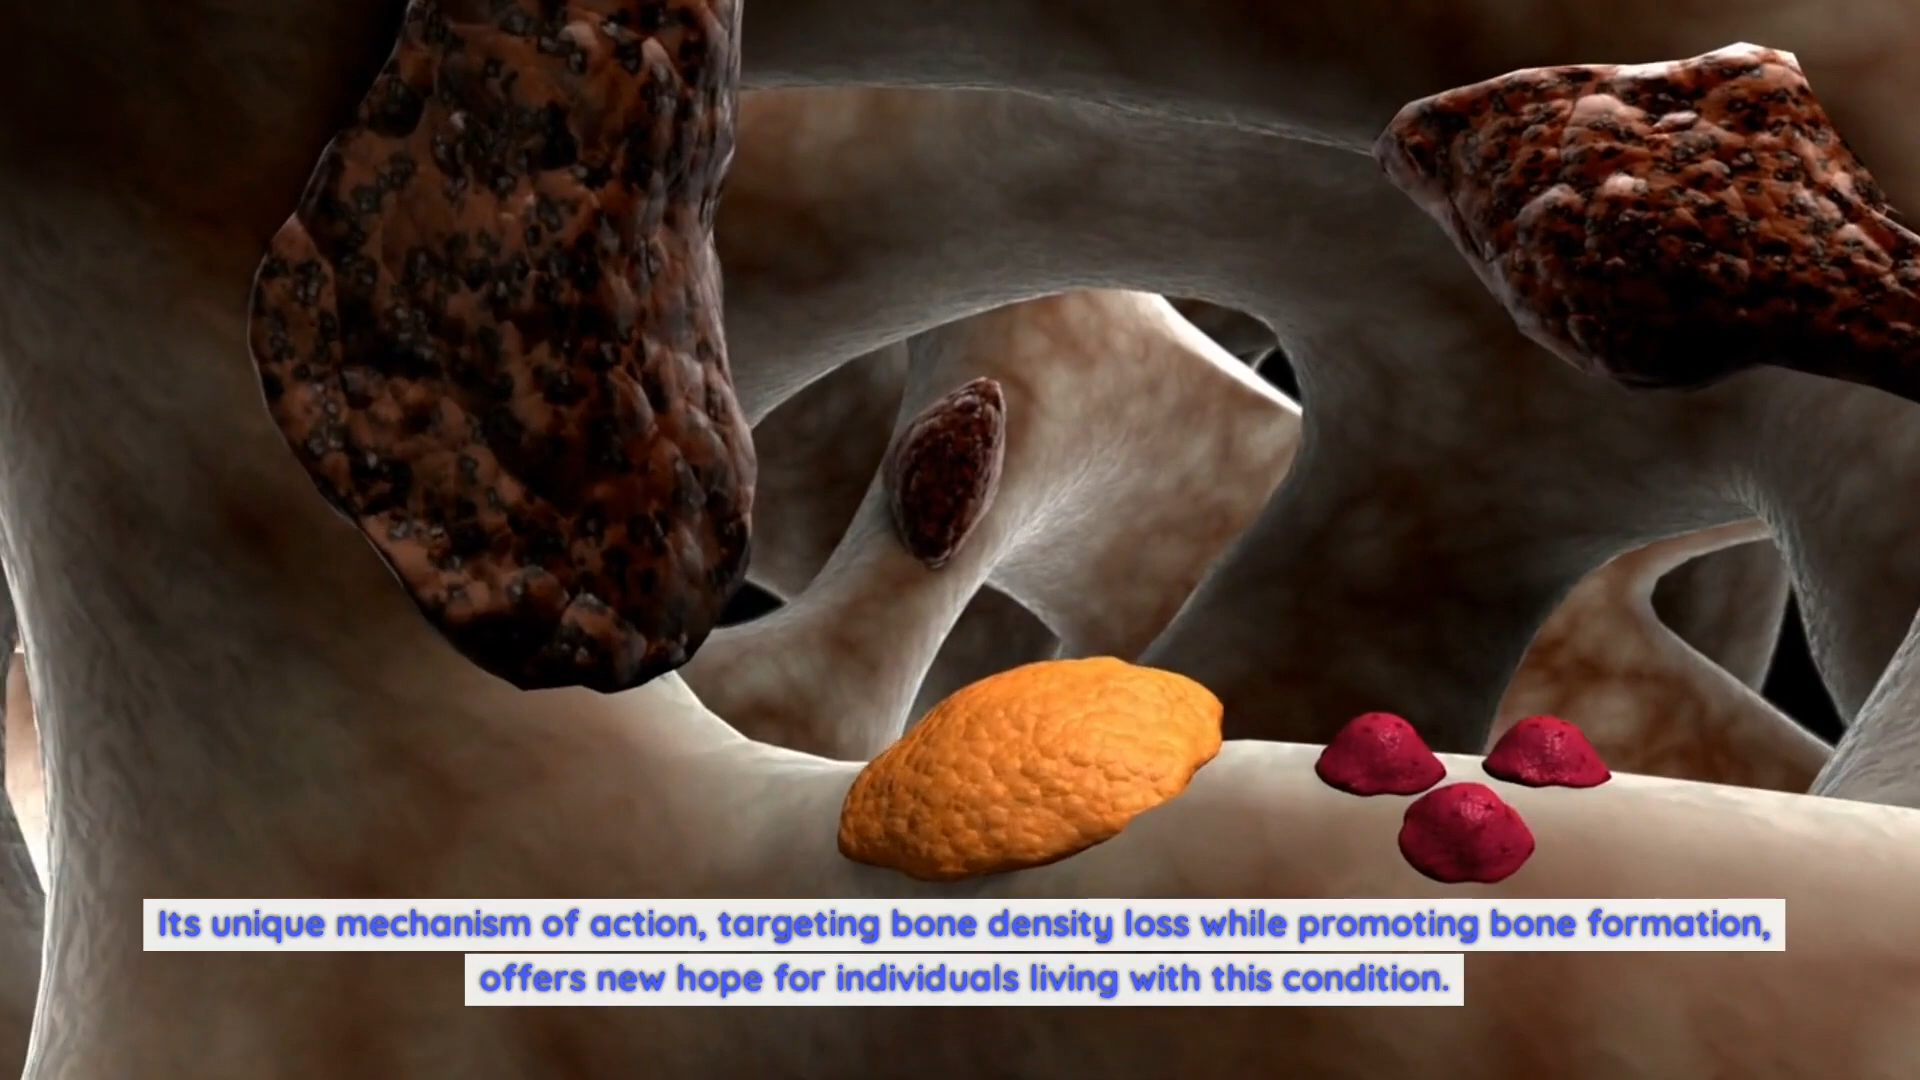 Its unique mechanism of action, targeting bone density loss while promoting bone formation,
offers new hope for individuals living with this condition.